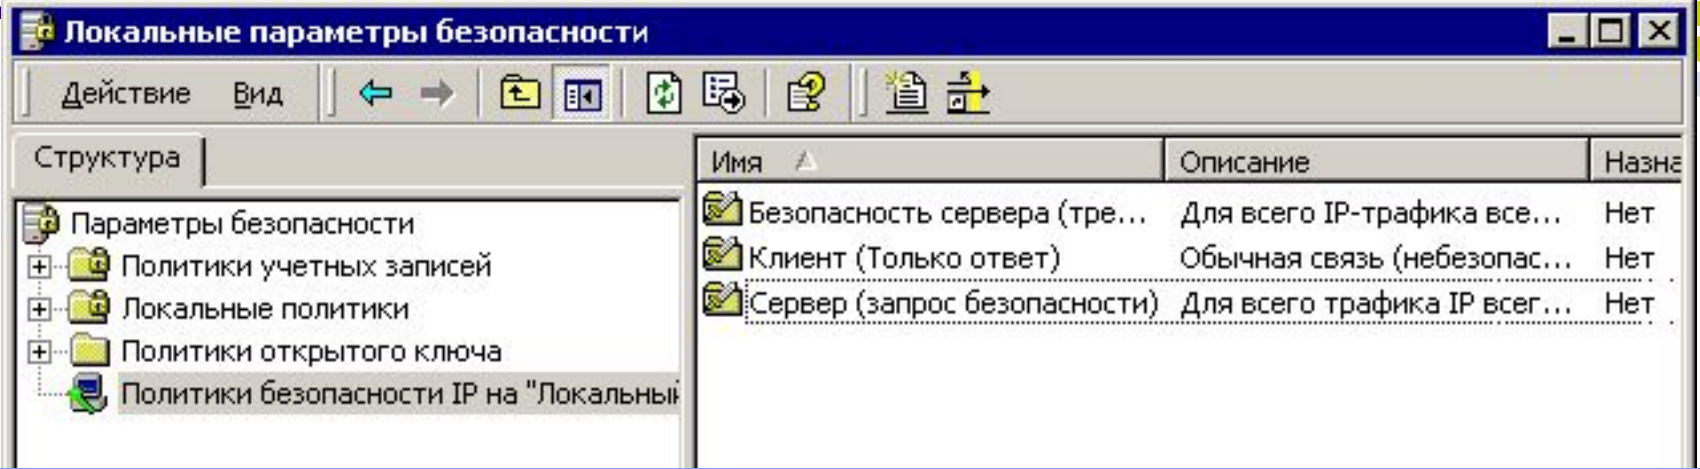 Локальные параметры безопасности
Действие Вид
Структура
Параметры безопасности
Политики учетных записей
Локальные политики
Политики открытого ключа
Политики безопасности IP на "Локальный
Имя Описание Назна
Безопасность сервера (тре... Для всего IP-трафика все... Нет
Клиент (Только ответ) Обычная связь (небезопас... Нет
Сервер (запрос безопасности) Для всего трафика IP всег... Нет